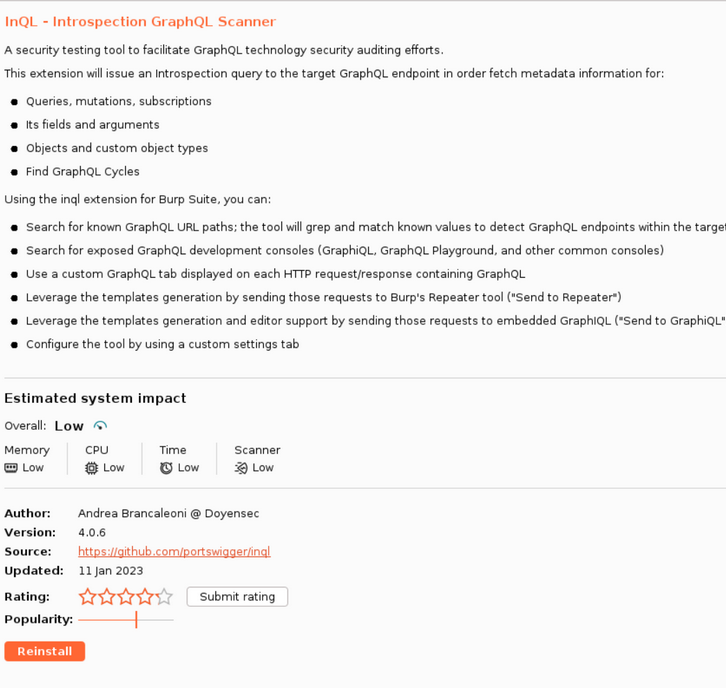 InQL - Introspection GraphQL Scanner
A security testing tool to facilitate GraphQL technology security auditing efforts.
This extension will issue an Introspection query to the target GraphQL endpoint in order fetch metadata information for:
Queries, mutations, subscriptions
Its fields and arguments
Objects and custom object types
Find GraphQL Cycles
Using the inql extension for Burp Suite, you can:
Search for known GraphQL URL paths; the tool will grep and match known values to detect GraphQL endpoints within the target
Search for exposed GraphQL development consoles (GraphiQL, GraphQL Playground, and other common consoles)
Use a custom GraphQL tab displayed on each HTTP request/response containing GraphQL
Leverage the templates generation by sending those requests to Burp's Repeater tool ("Send to Repeater")
Leverage the templates generation and editor support by sending those requests to embedded GraphIQL ("Send to GraphiQL"
Configure the tool by using a custom settings tab
Estimated system impact
Overall: Low
Memory CPU Time Scanner
Low Low Low Low
Author: Andrea Brancaleoni @ Doyensec
Version: 4.0.6
Source: https://github.com/portswigger/inql
Updated: 11 Jan 2023
Rating: Submit rating
Popularity:
Reinstall